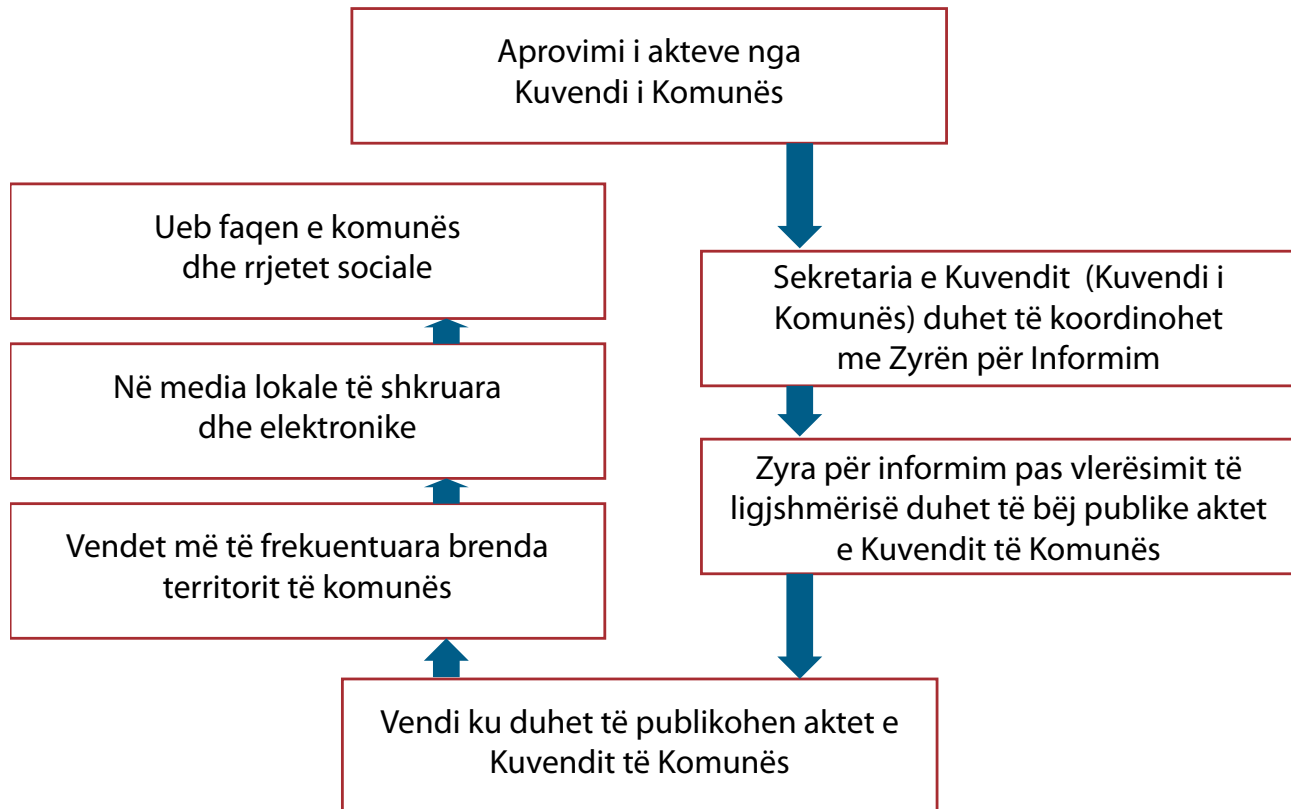 Aprovimi i akteve nga
Kuvendi i Komunës
Sekretaria e Kuvendit (Kuvendi i
Komunës) duhet të koordinohet
me Zyrën për Informim
Zyra për informim pas vlerësimit të
ligjshmërisë duhet të bëj publike aktet
e Kuvendit të Komunës
Vendi ku duhet të publikohen aktet e
Kuvendit të Komunës
Vendet më të frekuentuara brenda
territorit të komunës
Në media lokale të shkruara
dhe elektronike
Ueb faqen e komunës
dhe rrjetet sociale